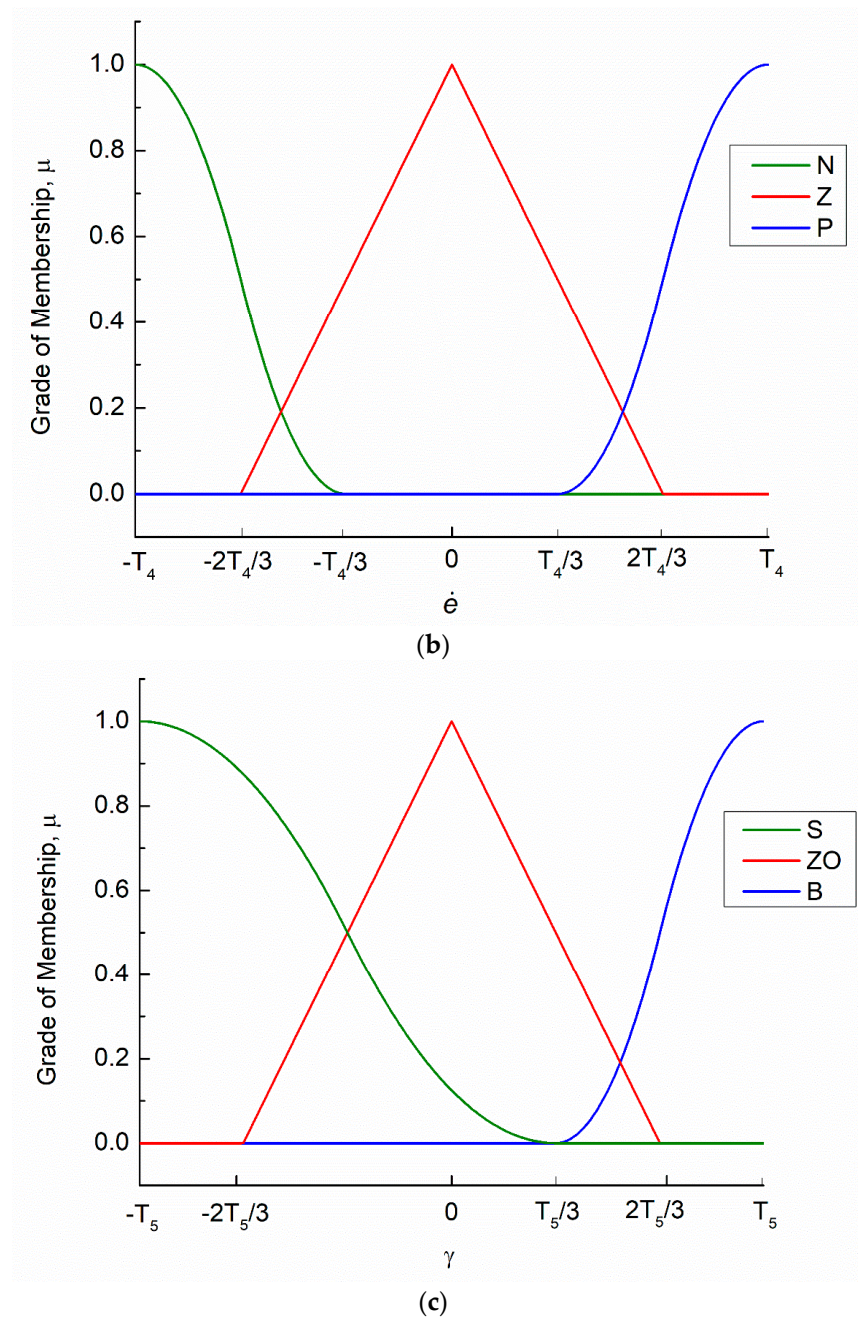 1.0
0.8
0.6
0.4
0.2
0.0
Grade of Membership, μ
N
Z
P
-T4
-2T4/3
-T4/3
0
T4/3
2T4/3
T4
ė
(b)
1.0
0.8
0.6
0.4
0.2
0.0
Grade of Membership, μ
S
ZO
B
-T5
-2T5/3
0
T5/3
2T5/3
T5
γ
(c)